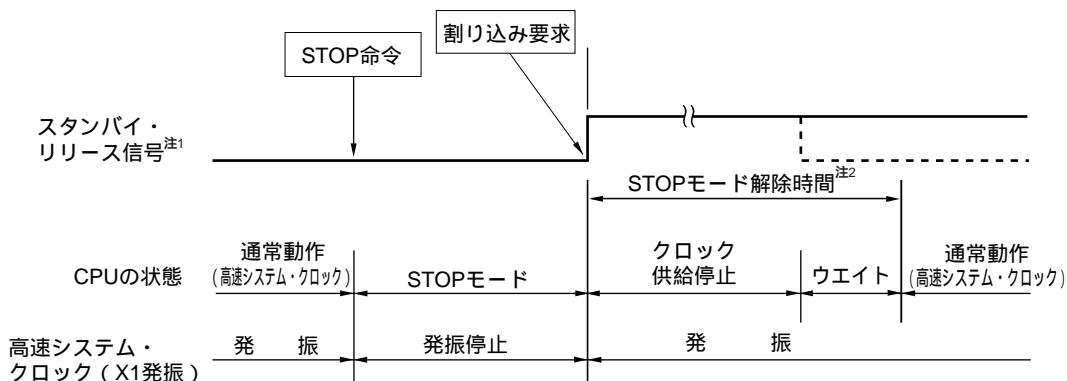 割り込み要求
STOP命令
スタンバイ・
リリース信号注1
STOPモード解除時間注2
CPUの状態
通常動作
(高速システム・クロック)
STOPモード
クロック
供給停止
ウエイト
通常動作
(高速システム・クロック)
高速システム・
クロック（X1発振）
発　振
発振停止
発　振